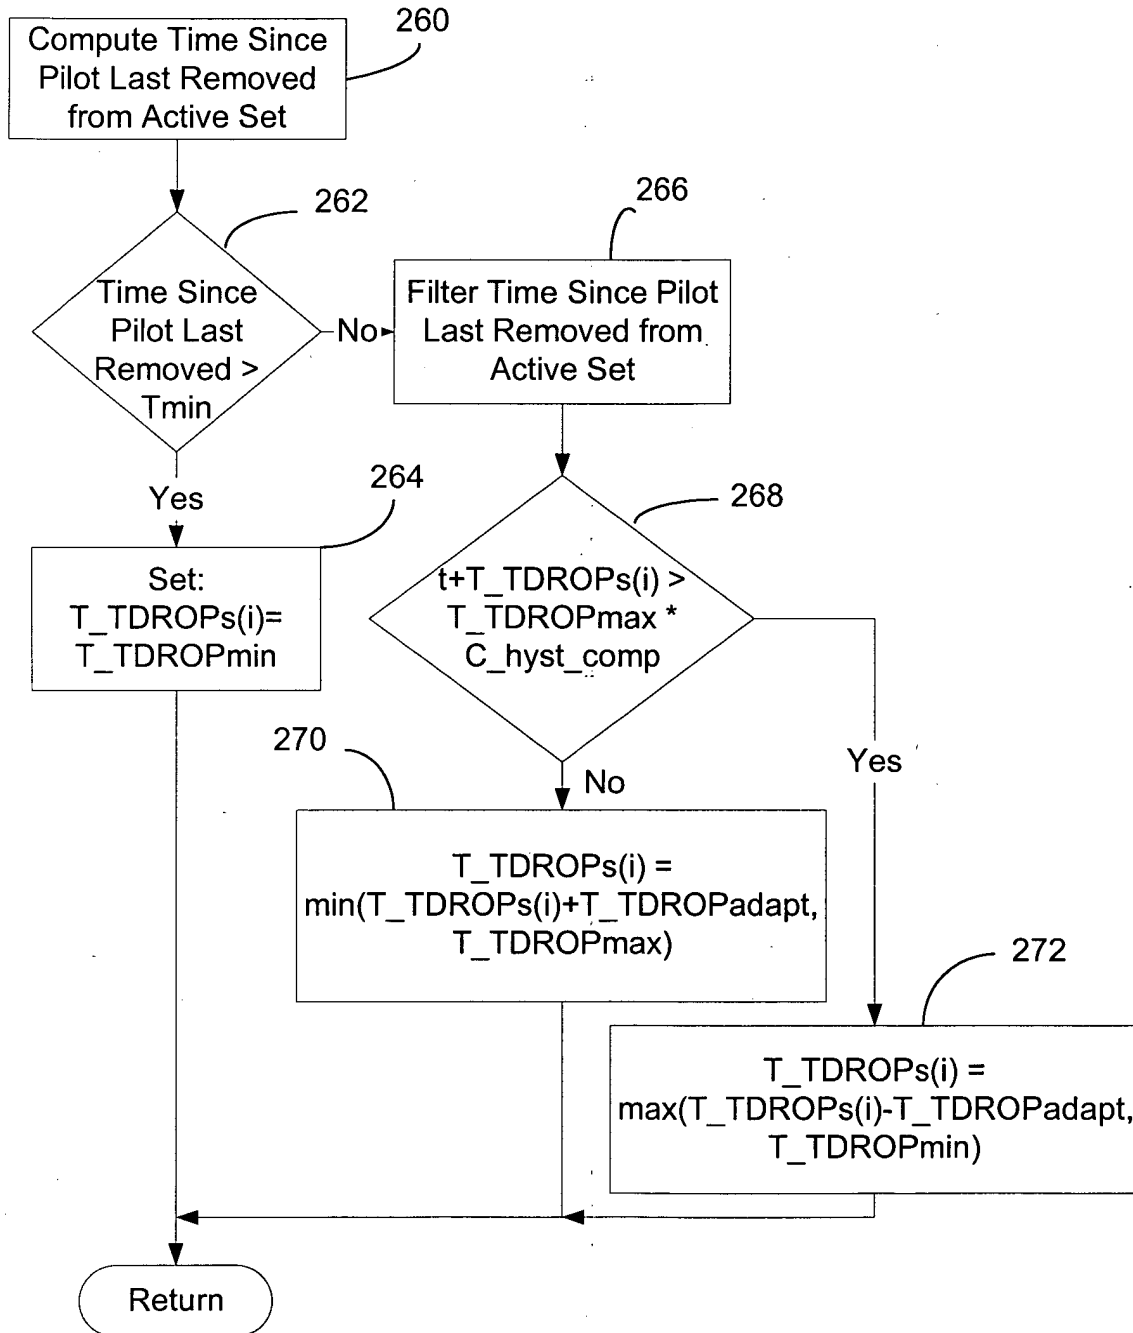 260
Compute Time Since
Pilot Last Removed
from Active Set
262
Time Since
Pilot Last
Removed >
Tmin
No
266
Filter Time Since Pilot
Last Removed from
Active Set
Yes
264
Set:
T_TDROPs(i)=
T_TDROPmin
268
t+T_TDROPs(i) >
T_TDROPmax *
C_hyst_comp
No
Yes
270
T_TDROPs(i) =
min(T_TDROPs(i)+T_TDROPadapt,
T_TDROPmax)
272
T_TDROPs(i) =
max(T_TDROPs(i)-T_TDROPadapt,
T_TDROPmin)
Return